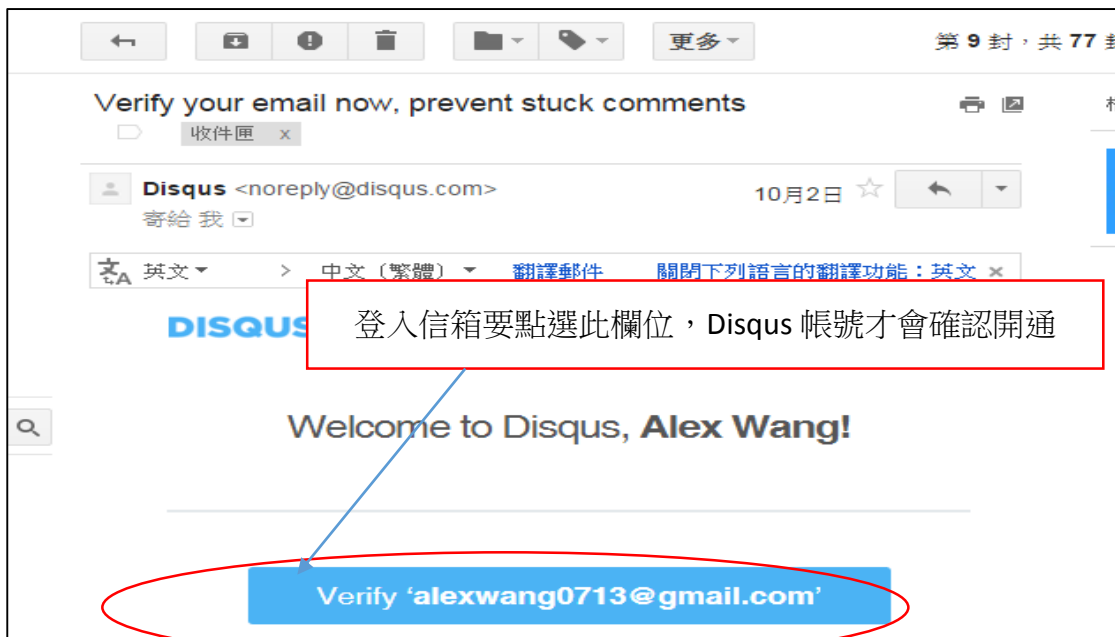 更多
第 9 封，共 77
Verify your email now, prevent stuck comments
收件匣 x
Disqus <noreply@disqus.com>
10月2日
寄給 我
英文 > 中文（繁體） 翻譯郵件 關閉下列語言的翻譯功能：英文 ×
登入信箱要點選此欄位，Disqus 帳號才會確認開通
DISQUS
Welcome to Disqus, Alex Wang!
Verify ‘alexwang0713@gmail.com’